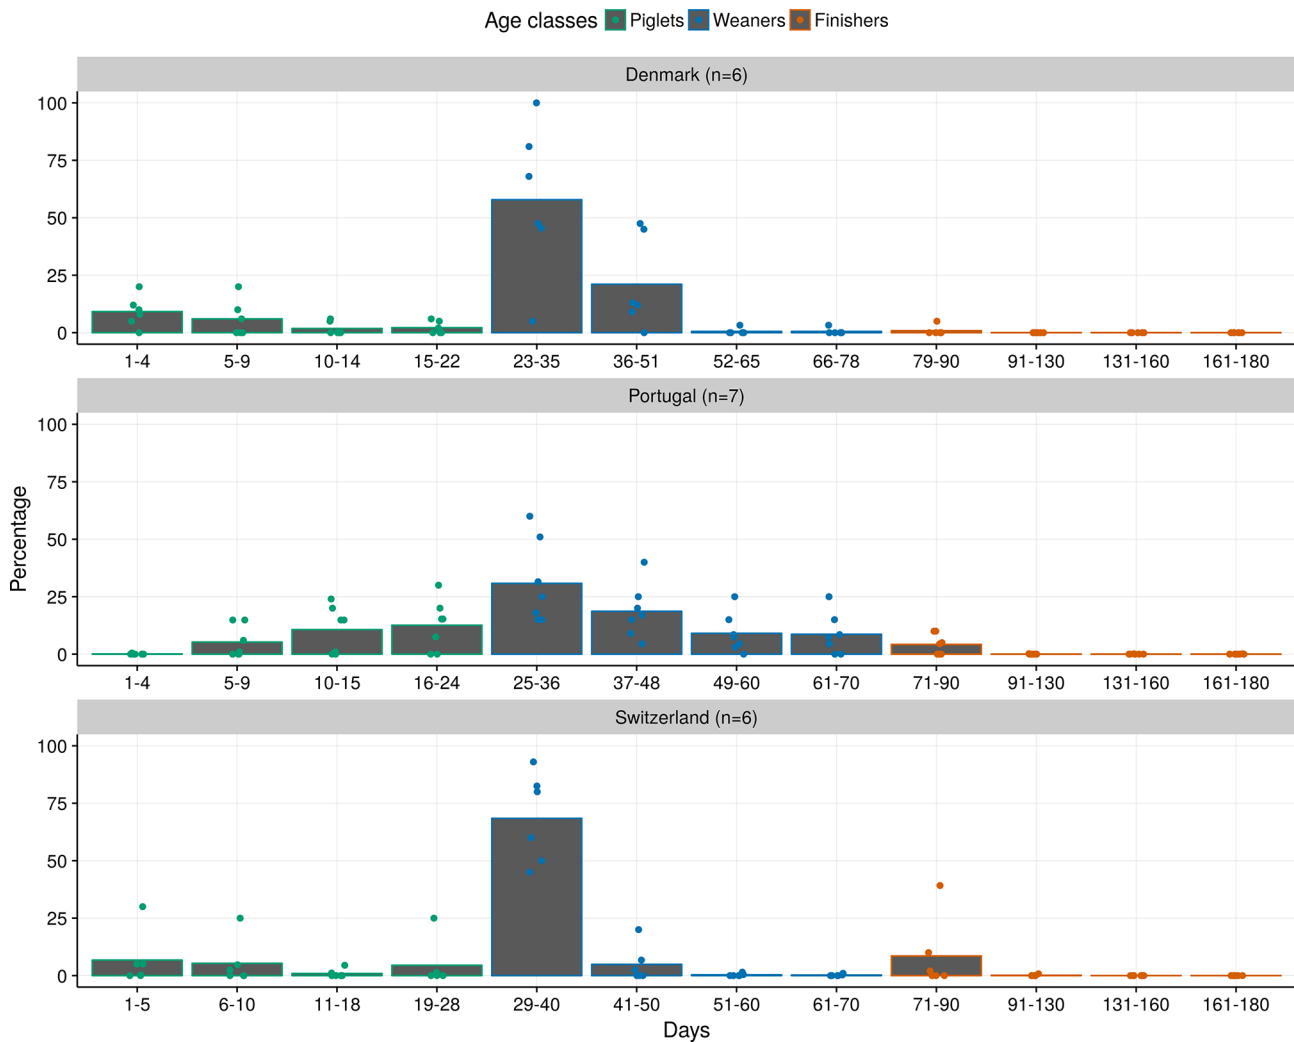 Age classes Piglets Weaners Finishers
Denmark (n=6)
100
75
50
25
0
1-4 5-9 10-14 15-22 23-35 36-51 52-65 66-78 79-90 91-130 131-160 161-180
Portugal (n=7)
100
75
50
25
0
1-4 5-9 10-15 16-24 25-36 37-48 49-60 61-70 71-90 91-130 131-160 161-180
Switzerland (n=6)
100
75
50
25
0
1-5 6-10 11-18 19-28 29-40 41-50 51-60 61-70 71-90 91-130 131-160 161-180
Percentage
Days